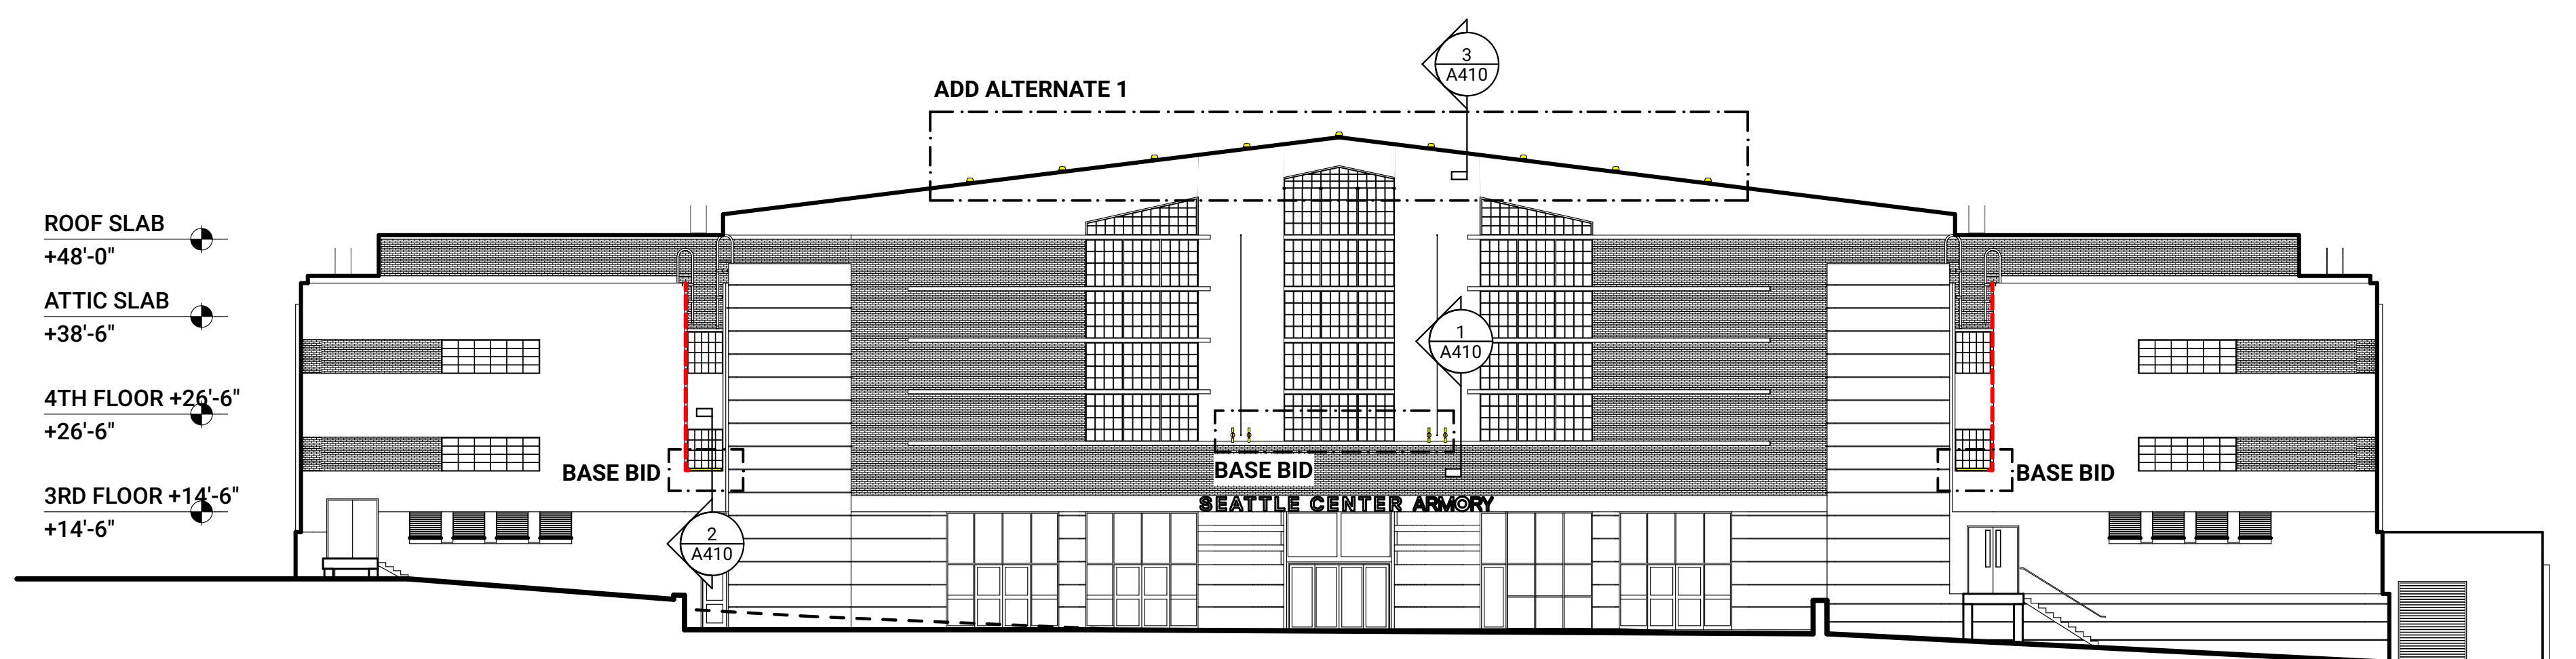 3
A410
ADD ALTERNATE 1
ROOF SLAB
+48'-0"
ATTIC SLAB
+38'-6"
1
A410
4TH FLOOR +26'-6"
+26'-6"
BASE BID
BASE BID
BASE BID
3RD FLOOR +14'-6"
+14'-6"
SEATTLE CENTER ARMORY
2
A410